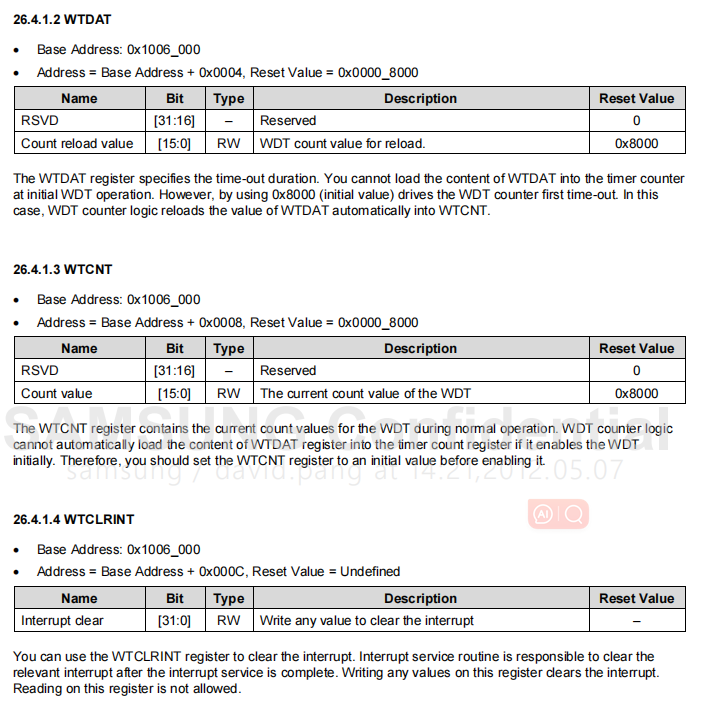 26.4.1.2 WTDAT
• Base Address: 0x1006_000
• Address = Base Address + 0x0004, Reset Value = 0x0000_8000
Name Bit Type Description Reset Value
RSVD [31:16] – Reserved 0
Count reload value [15:0] RW WDT count value for reload. 0x8000
The WTDAT register specifies the time-out duration. You cannot load the content of WTDAT into the timer counter
at initial WDT operation. However, by using 0x8000 (initial value) drives the WDT counter first time-out. In this
case, WDT counter logic reloads the value of WTDAT automatically into WTCNT.
26.4.1.3 WTCNT
• Base Address: 0x1006_000
• Address = Base Address + 0x0008, Reset Value = 0x0000_8000
Name Bit Type Description Reset Value
RSVD [31:16] – Reserved 0
Count value [15:0] RW The current count value of the WDT 0x8000
SAMSUNG Confidential
The WTCNT register contains the current count values for the WDT during normal operation. WDT counter logic
cannot automatically load the content of WTDAT register into the timer count register if it enables the WDT
initially. Therefore, you should set the WTCNT register to an initial value before enabling it.
samsung / david.pang at 14:21,2012.05.07
AI
26.4.1.4 WTCLRINT
• Base Address: 0x1006_000
• Address = Base Address + 0x000C, Reset Value = Undefined
Name Bit Type Description Reset Value
Interrupt clear [31:0] RW Write any value to clear the interrupt –
You can use the WTCLRINT register to clear the interrupt. Interrupt service routine is responsible to clear the
relevant interrupt after the interrupt service is complete. Writing any values on this register clears the interrupt.
Reading on this register is not allowed.